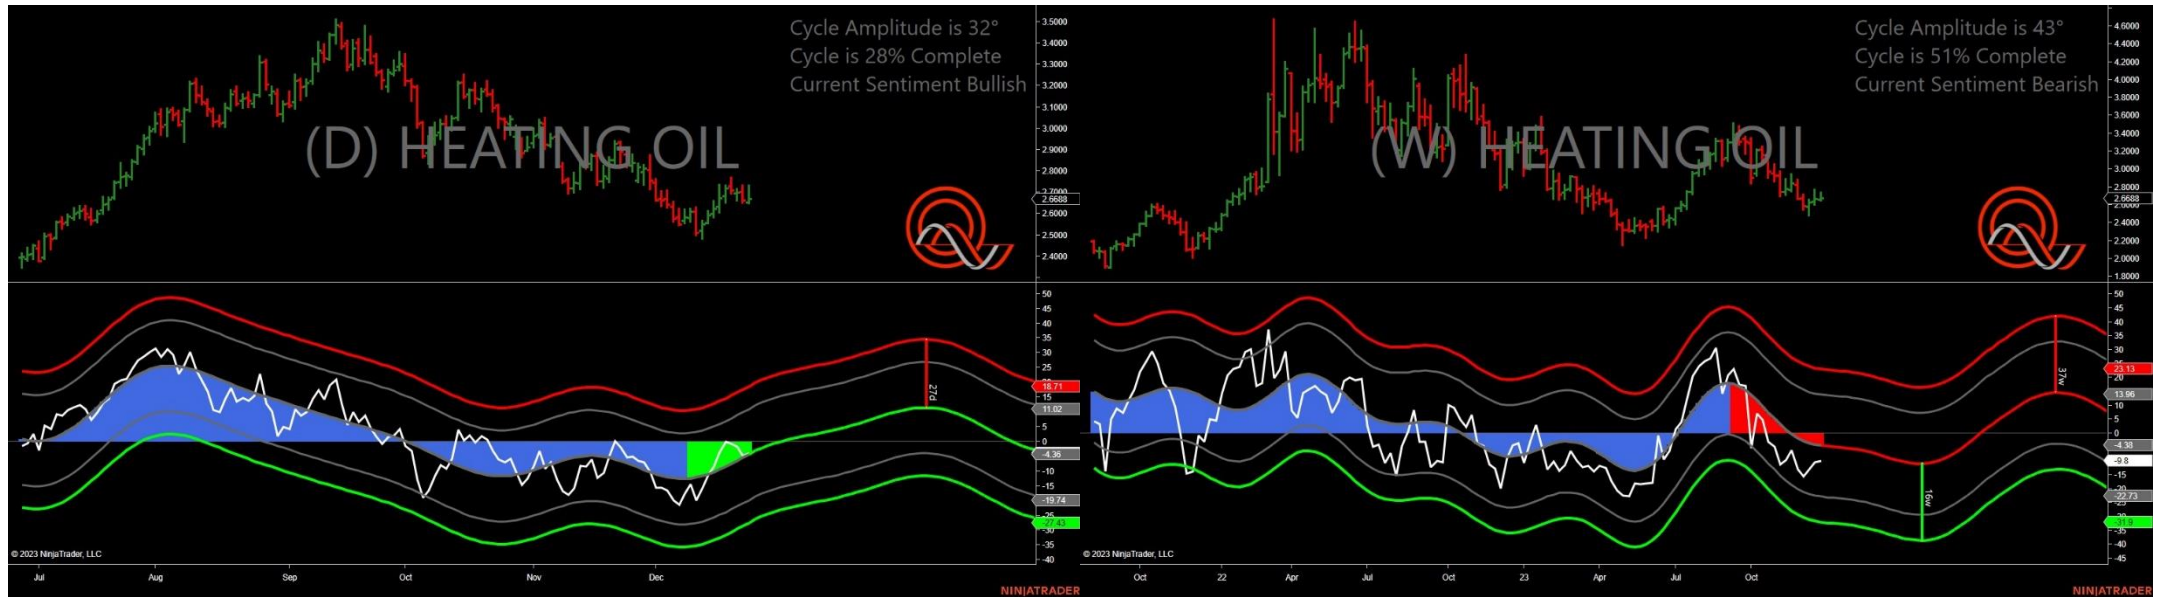 Cycle Amplitude is 32°
Cycle is 28% Complete
Current Sentiment Bullish
(D) HEATING OIL
3.5000
3.4000
3.3000
3.2000
3.1000
3.0000
2.9000
2.8000
2.7000
2.6688
2.6000
2.5000
2.4000
50
45
40
35
30
25
18.71
15
11.02
5
0
-4.36
-10
-15
-19.74
-27.43
-35
-40
27d
© 2023 NinjaTrader, LLC
Jul
Aug
Sep
Oct
Nov
Dec
NINJATRADER
Cycle Amplitude is 43°
Cycle is 51% Complete
Current Sentiment Bearish
(W) HEATING OIL
4.6000
4.4000
4.2000
4.0000
3.8000
3.6000
3.4000
3.2000
3.0000
2.8000
2.6688
2.4000
2.2000
2.0000
1.8000
50
45
40
35
30
23.13
20
13.96
10
5
0
-4.38
-9.8
-15
-22.73
-31.9
-40
-45
37w
16w
© 2023 NinjaTrader, LLC
Oct
22
Apr
Jul
Oct
23
Apr
Jul
Oct
NINJATRADER